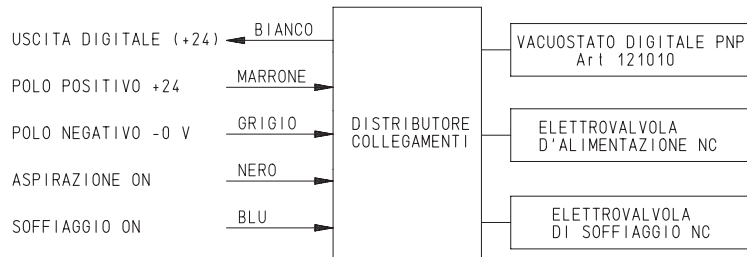 USCITA DIGITALE (+24)
BIANCO
POLO POSITIVO +24
MARRONE
POLO NEGATIVO -0 V
GRIGIO
ASPIRAZIONE ON
NERO
SOFFIAGGIO ON
BLU
DISTRIBUTORE
COLLEGAMENTI
VACUOSTATO DIGITALE PNP
Art 121010
ELETTROVALVOLA
D'ALIMENTAZIONE NC
ELETTROVALVOLA
DI SOFFIAGGIO NC